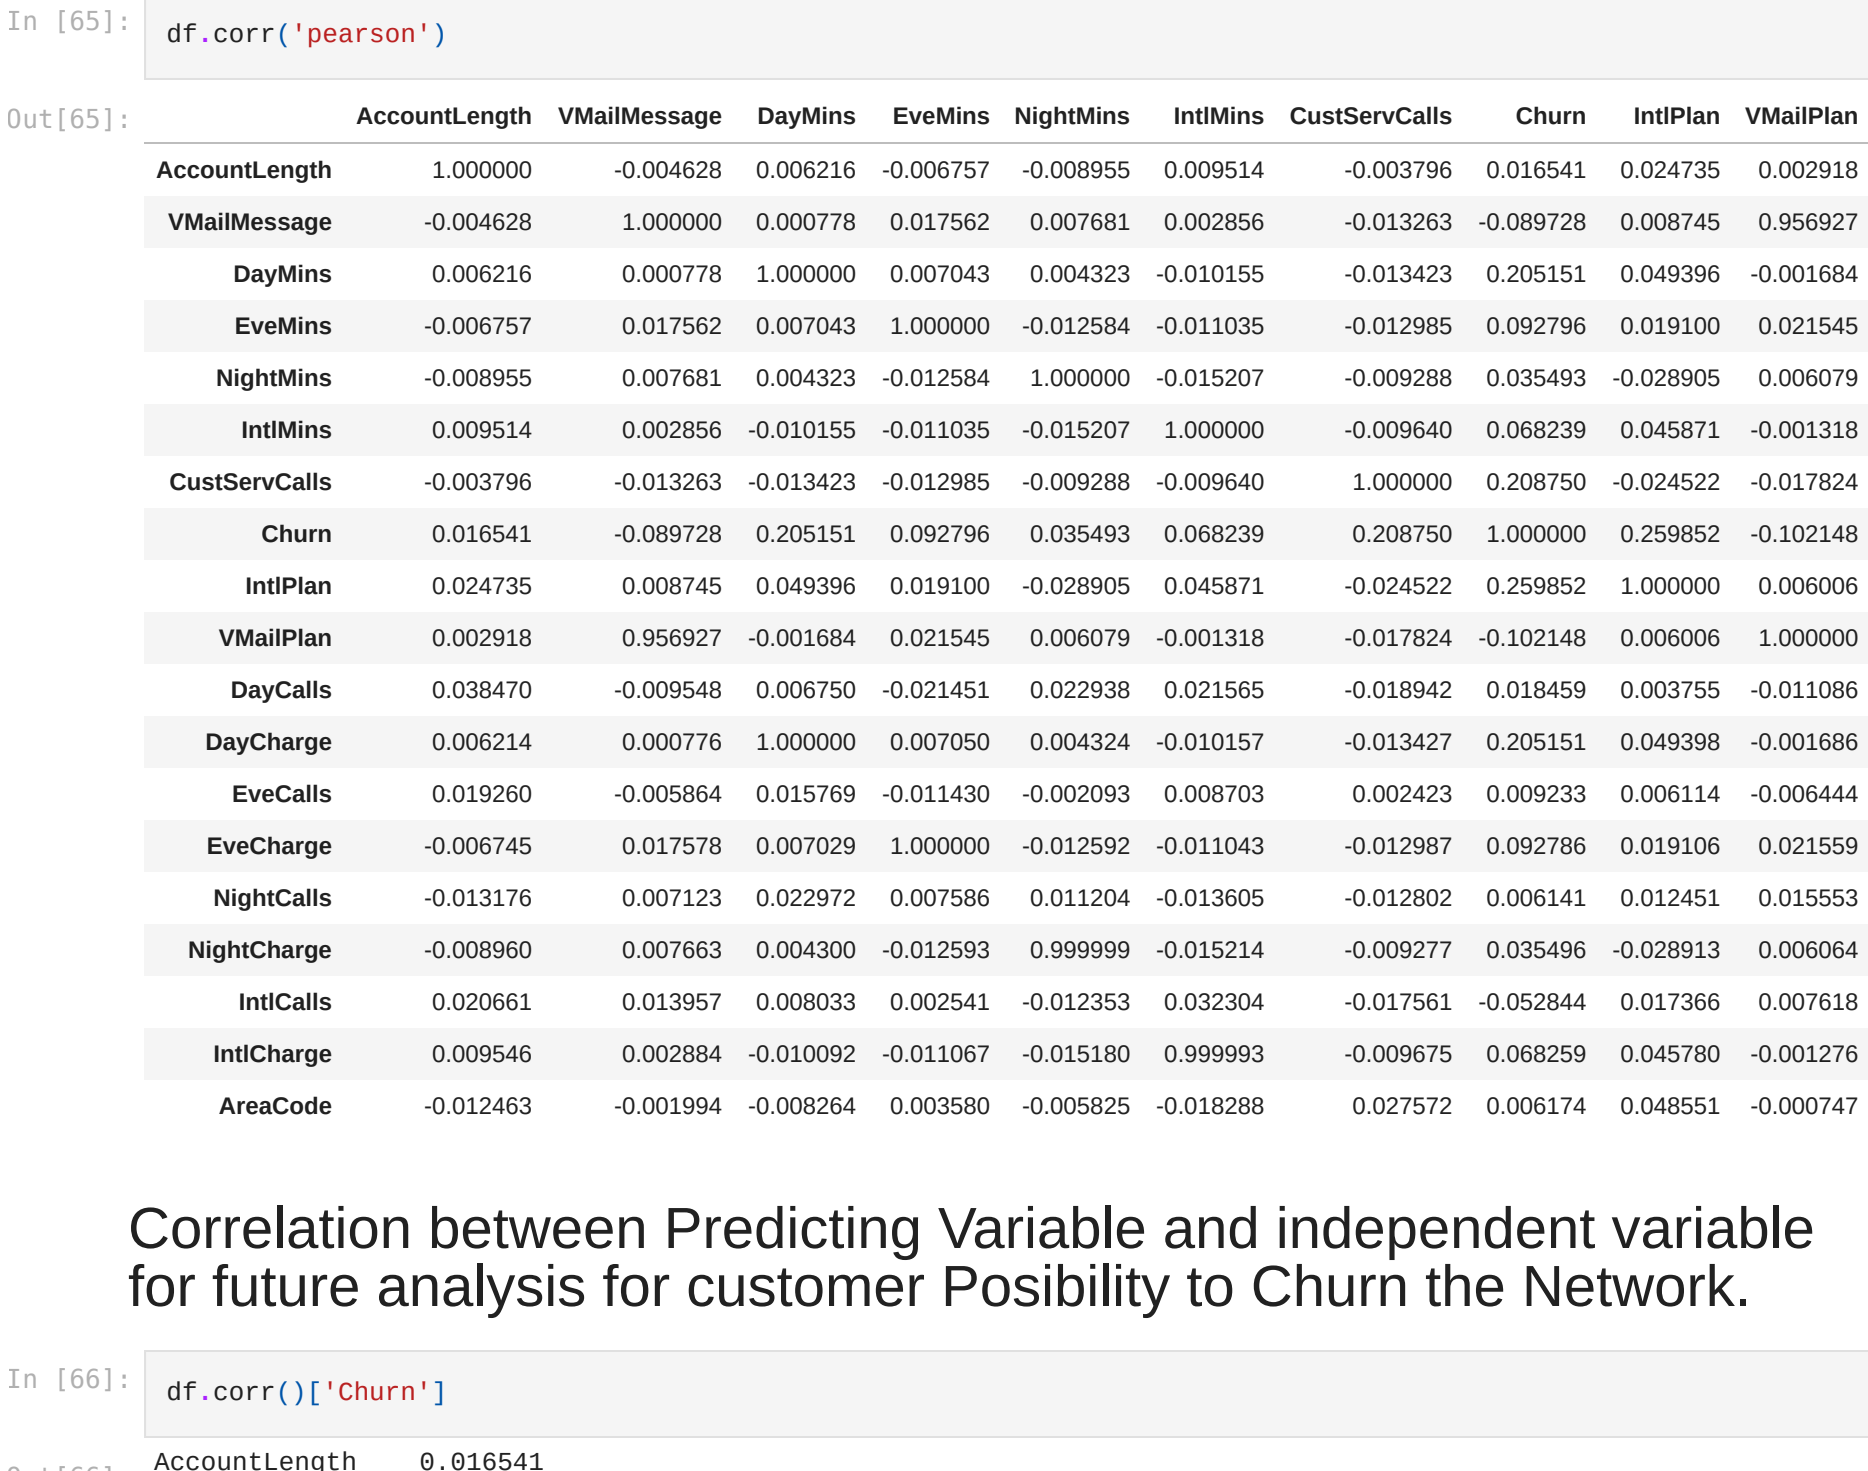 In [65]: df.corr('pearson')
Out[65]: AccountLength VMailMessage DayMins EveMins NightMins IntlMins CustServCalls Churn IntlPlan VMailPlan
AccountLength 1.000000 -0.004628 0.006216 -0.006757 -0.008955 0.009514 -0.003796 0.016541 0.024735 0.002918
VMailMessage -0.004628 1.000000 0.000778 0.017562 0.007681 0.002856 -0.013263 -0.089728 0.008745 0.956927
DayMins 0.006216 0.000778 1.000000 0.007043 0.004323 -0.010155 -0.013423 0.205151 0.049396 -0.001684
EveMins -0.006757 0.017562 0.007043 1.000000 -0.012584 -0.011035 -0.012985 0.092796 0.019100 0.021545
NightMins -0.008955 0.007681 0.004323 -0.012584 1.000000 -0.015207 -0.009288 0.035493 -0.028905 0.006079
IntlMins 0.009514 0.002856 -0.010155 -0.011035 -0.015207 1.000000 -0.009640 0.068239 0.045871 -0.001318
CustServCalls -0.003796 -0.013263 -0.013423 -0.012985 -0.009288 -0.009640 1.000000 0.208750 -0.024522 -0.017824
Churn 0.016541 -0.089728 0.205151 0.092796 0.035493 0.068239 0.208750 1.000000 0.259852 -0.102148
IntlPlan 0.024735 0.008745 0.049396 0.019100 -0.028905 0.045871 -0.024522 0.259852 1.000000 0.006006
VMailPlan 0.002918 0.956927 -0.001684 0.021545 0.006079 -0.001318 -0.017824 -0.102148 0.006006 1.000000
DayCalls 0.038470 -0.009548 0.006750 -0.021451 0.022938 0.021565 -0.018942 0.018459 0.003755 -0.011086
DayCharge 0.006214 0.000776 1.000000 0.007050 0.004324 -0.010157 -0.013427 0.205151 0.049398 -0.001686
EveCalls 0.019260 -0.005864 0.015769 -0.011430 -0.002093 0.008703 0.002423 0.009233 0.006114 -0.006444
EveCharge -0.006745 0.017578 0.007029 1.000000 -0.012592 -0.011043 -0.012987 0.092786 0.019106 0.021559
NightCalls -0.013176 0.007123 0.022972 0.007586 0.011204 -0.013605 -0.012802 0.006141 0.012451 0.015553
NightCharge -0.008960 0.007663 0.004300 -0.012593 0.999999 -0.015214 -0.009277 0.035496 -0.028913 0.006064
IntlCalls 0.020661 0.013957 0.008033 0.002541 -0.012353 0.032304 -0.017561 -0.052844 0.017366 0.007618
IntlCharge 0.009546 0.002884 -0.010092 -0.011067 -0.015180 0.999993 -0.009675 0.068259 0.045780 -0.001276
AreaCode -0.012463 -0.001994 -0.008264 0.003580 -0.005825 -0.018288 0.027572 0.006174 0.048551 -0.000747
Correlation between Predicting Variable and independent variable
for future analysis for customer Posibility to Churn the Network.
In [66]: df.corr()['Churn']
AccountLength 0.016541